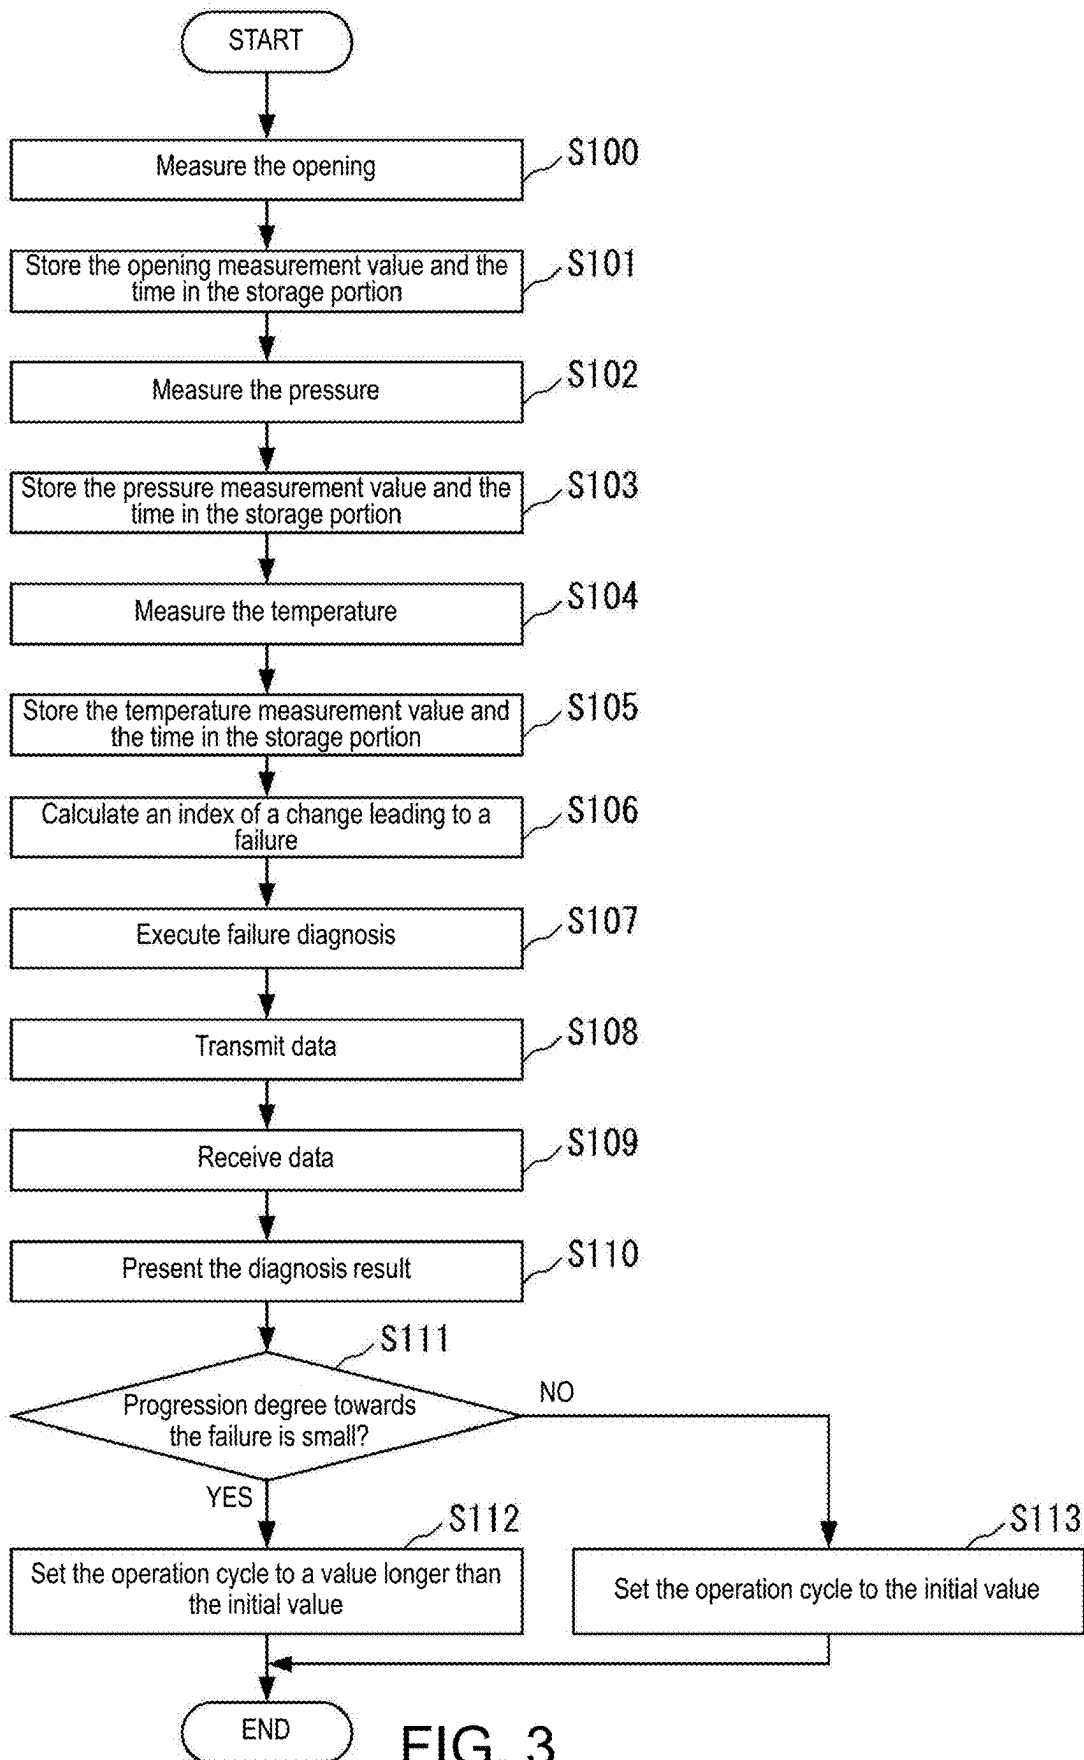 START
Measure the opening
S100
Store the opening measurement value and the
time in the storage portion
S101
Measure the pressure
S102
Store the pressure measurement value and the
time in the storage portion
S103
Measure the temperature
S104
Store the temperature measurement value and
the time in the storage portion
S105
Calculate an index of a change leading to a
failure
S106
Execute failure diagnosis
S107
Transmit data
S108
Receive data
S109
Present the diagnosis result
S110
S111
Progression degree towards
the failure is small?
NO
YES
S112
Set the operation cycle to a value longer than
the initial value
S113
Set the operation cycle to the initial value
END
FIG. 3